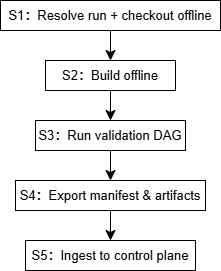 S1：Resolve run + checkout offline
S2：Build offline
S3：Run validation DAG
S4：Export manifest & artifacts
S5：Ingest to control plane